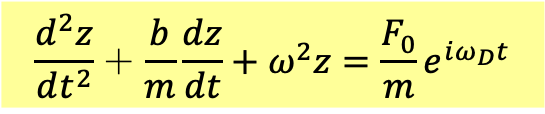 d²z/dt² + b/m dz/dt + ω²z = F₀/m e^{iω_D t}